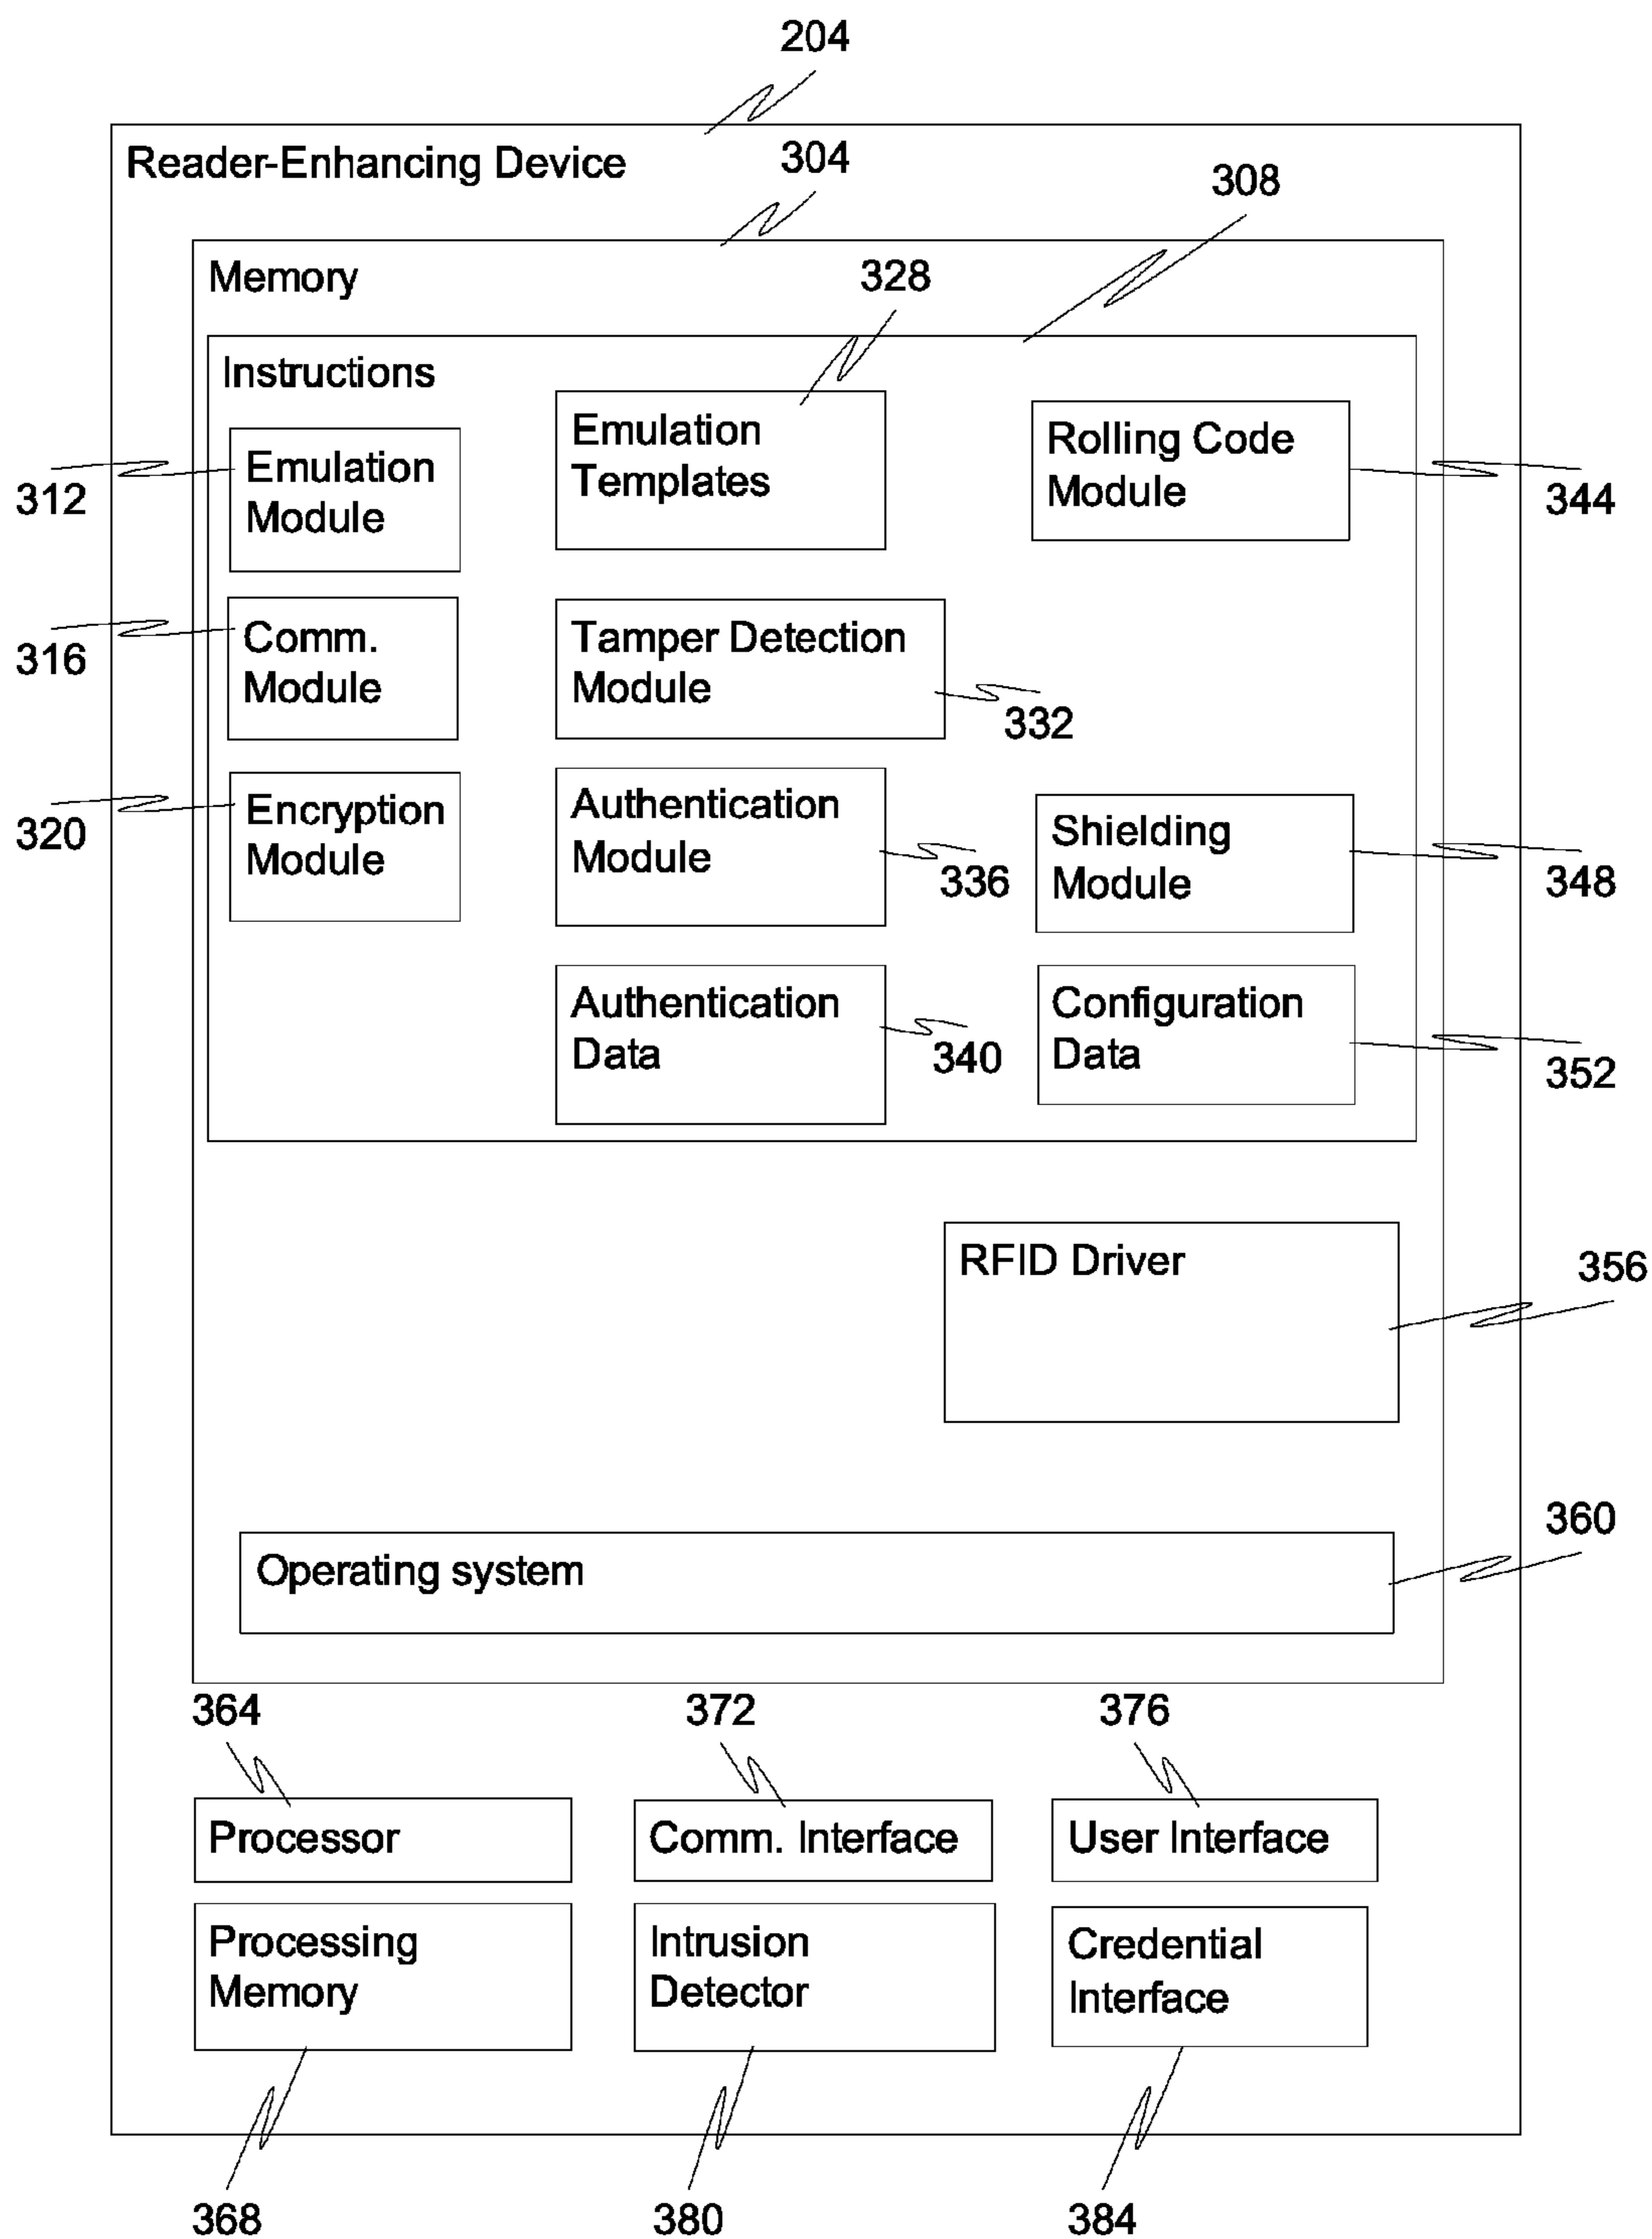 204
Reader-Enhancing Device
304
308
Memory
328
Instructions
Emulation
Templates
Rolling Code
Module
344
312
Emulation
Module
316
Comm.
Module
Tamper Detection
Module
332
320
Encryption
Module
Authentication
Module
336
Shielding
Module
348
Authentication
Data
340
Configuration
Data
352
RFID Driver
356
360
Operating system
364
372
376
Processor
Comm. Interface
User Interface
Processing
Memory
Intrusion
Detector
Credential
Interface
368
380
384